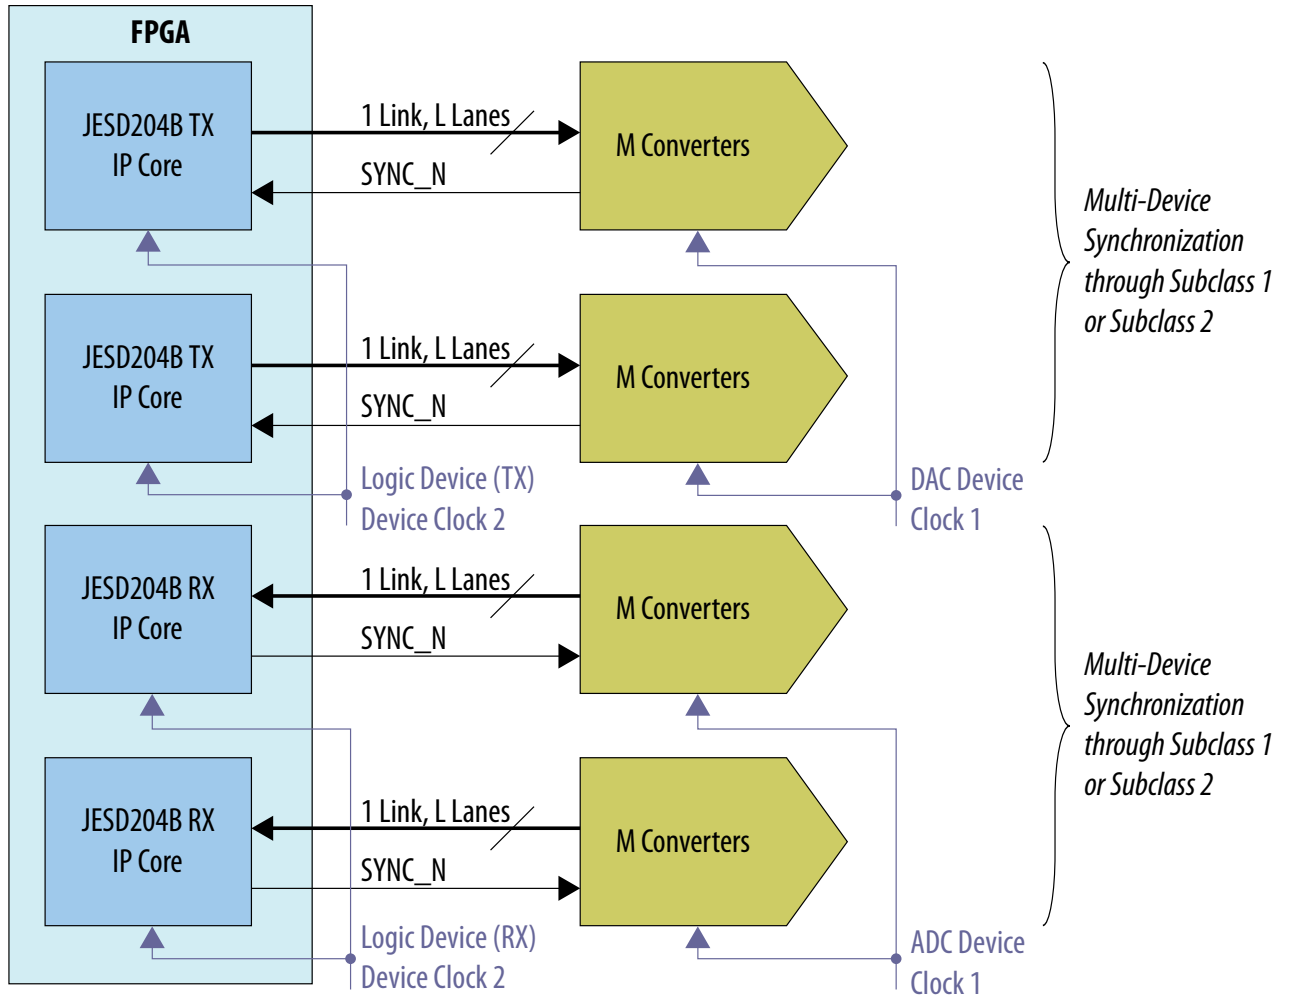 FPGA
JESD204B TX
IP Core
1 Link, L Lanes
SYNC_N
M Converters
JESD204B TX
IP Core
1 Link, L Lanes
SYNC_N
M Converters
Multi-Device
Synchronization
through Subclass 1
or Subclass 2
Logic Device (TX)
Device Clock 2
DAC Device
Clock 1
JESD204B RX
IP Core
1 Link, L Lanes
SYNC_N
M Converters
JESD204B RX
IP Core
1 Link, L Lanes
SYNC_N
M Converters
Multi-Device
Synchronization
through Subclass 1
or Subclass 2
Logic Device (RX)
Device Clock 2
ADC Device
Clock 1